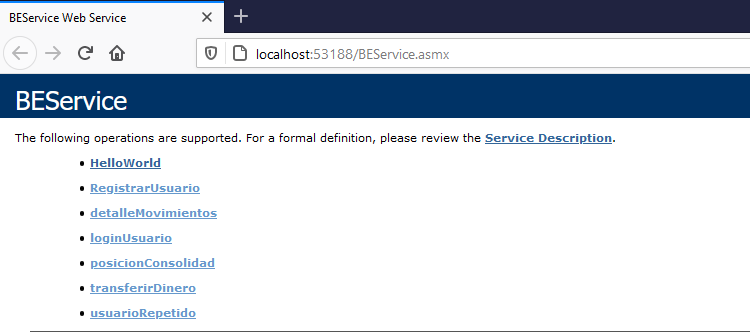 BEService Web Service
localhost:53188/BEService.asmx
BEService
The following operations are supported. For a formal definition, please review the Service Description.
HelloWorld
RegistrarUsuario
detalleMovimientos
loginUsuario
posicionConsolidad
transferirDinero
usuarioRepetido